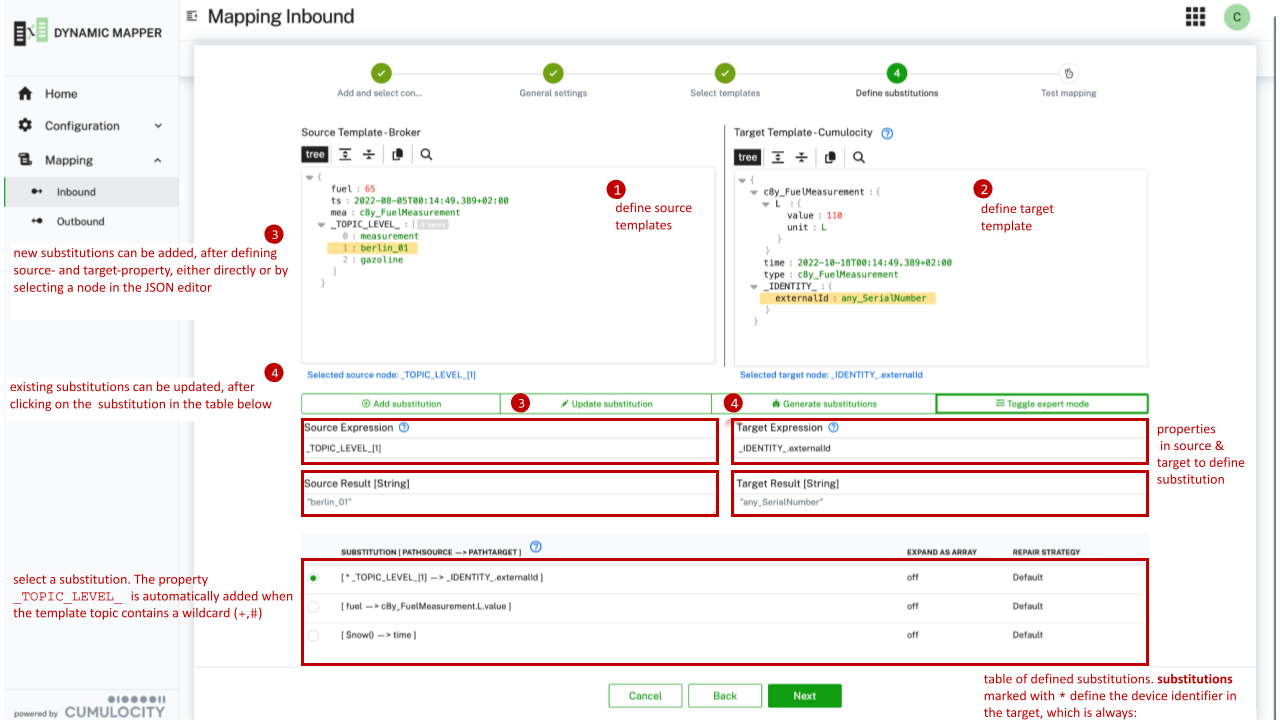 DYNAMIC MAPPER
Mapping Inbound
C
Home
Configuration
Mapping
Inbound
Outbound
Add and select con...
General settings
Select templates
4
Define substitutions
Test mapping
Source Template - Broker
Target Template - Cumulocity
tree
tree
{
fuel : 65
ts : 2022-08-05T00:14:49.389+02:00
mea : c8y_FuelMeasurement
_TOPIC_LEVEL_ : [ 3 items
0 : measurement
1 : berlin_01
2 : gazoline
]
}
1
define source
templates
{
c8y_FuelMeasurement : {
L : {
value : 110
unit : L
}
}
time : 2022-10-18T00:14:49.389+02:00
type : c8y_FuelMeasurement
_IDENTITY_ : {
externalId : any_SerialNumber
}
}
2
define target
template
3
new substitutions can be added, after defining
source- and target-property, either directly or by
selecting a node in the JSON editor
4
existing substitutions can be updated, after
clicking on the substitution in the table below
Selected source node: _TOPIC_LEVEL_[1]
Selected target node: _IDENTITY_.externalId
Add substitution
3
Update substitution
4
Generate substitutions
Toggle expert mode
Source Expression
_TOPIC_LEVEL_[1]
Target Expression
_IDENTITY_.externalId
Source Result [String]
"berlin_01"
Target Result [String]
"any_SerialNumber"
properties
in source &
target to define
substitution
SUBSTITUTION [ PATHSOURCE —> PATHTARGET ]
EXPAND AS ARRAY
REPAIR STRATEGY
[ * _TOPIC_LEVEL_[1] —> _IDENTITY_.externalId ]
off
Default
[ fuel —> c8y_FuelMeasurement.L.value ]
off
Default
[ $now() —> time ]
off
Default
select a substitution. The property
_TOPIC_LEVEL_ is automatically added when
the template topic contains a wildcard (+,#)
Cancel
Back
Next
table of defined substitutions. substitutions
marked with * define the device identifier in
the target, which is always:
powered by CUMULOCITY